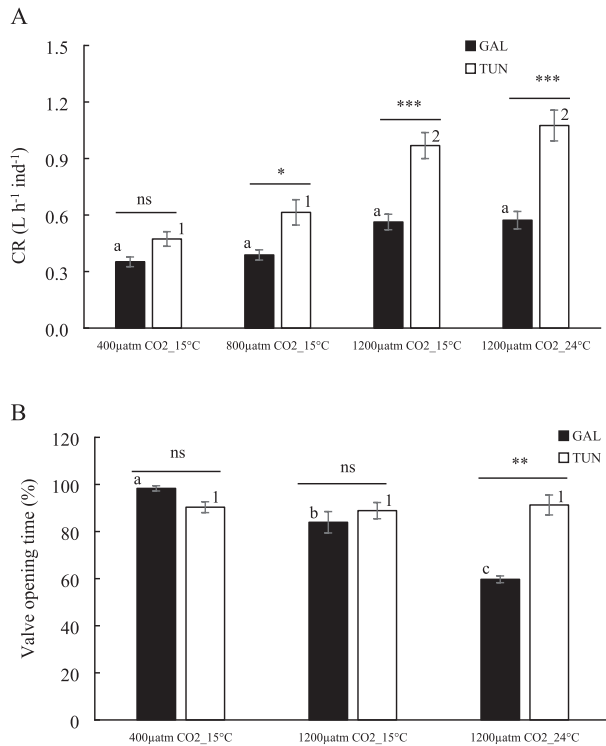 A
1.5
1.2
0.9
0.6
0.3
0.0
CR (L h-1 ind-1)
GAL
TUN
ns
*
***
***
a
1
a
1
a
2
a
2
400µatm CO2_15°C
800µatm CO2_15°C
1200µatm CO2_15°C
1200µatm CO2_24°C
B
120
100
80
60
40
20
0
Valve opening time (%)
GAL
TUN
ns
ns
**
a
1
b
1
c
1
400µatm CO2_15°C
1200µatm CO2_15°C
1200µatm CO2_24°C